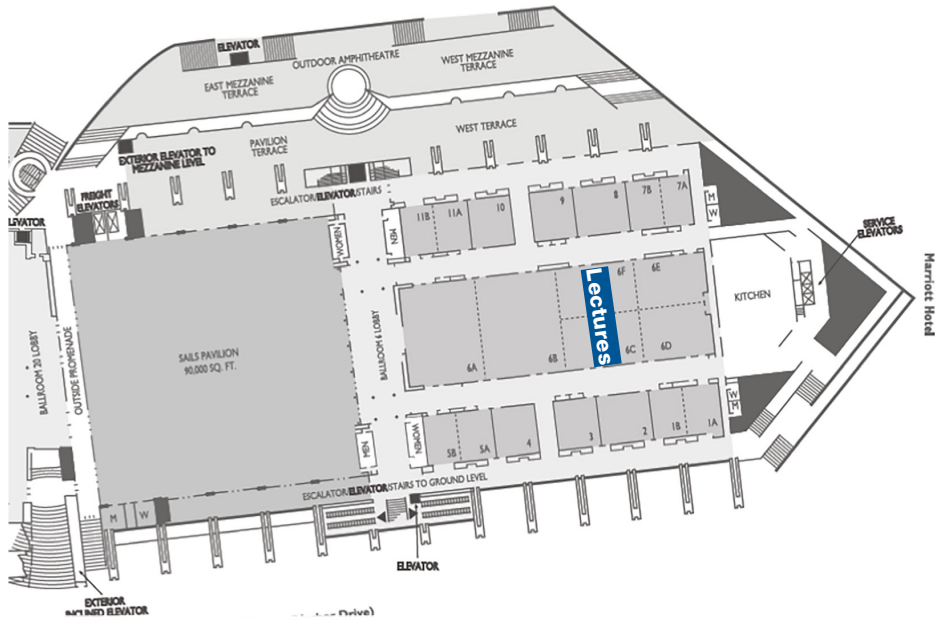 ELEVATOR
OUTDOOR AMPHITHEATRE
WEST MEZZANINE
TERRACE
EAST MEZZANINE
TERRACE
WEST TERRACE
PAVILION
TERRACE
EXTERIOR ELEVATOR TO
MEZZANINE LEVEL
FREIGHT
ELEVATORS
ESCALATOR/ELEVATOR/STAIRS
SERVICE
ELEVATORS
Marriott Hotel
11B
11A
10
9
8
7B
7A
M
W
WOMEN
MEN
6F
6E
Lectures
KITCHEN
BALLROOM 20 LOBBY
OUTSIDE PROMENADE
SAILS PAVILION
90,000 SQ. FT.
BALLROOM 6 LOBBY
6A
6B
6C
6D
W
M
MEN
WOMEN
5B
5A
4
3
2
1B
1A
ESCALATOR/ELEVATOR/STAIRS TO GROUND LEVEL
M
W
ELEVATOR
EXTERIOR
INCLINED ELEVATOR
Drive)